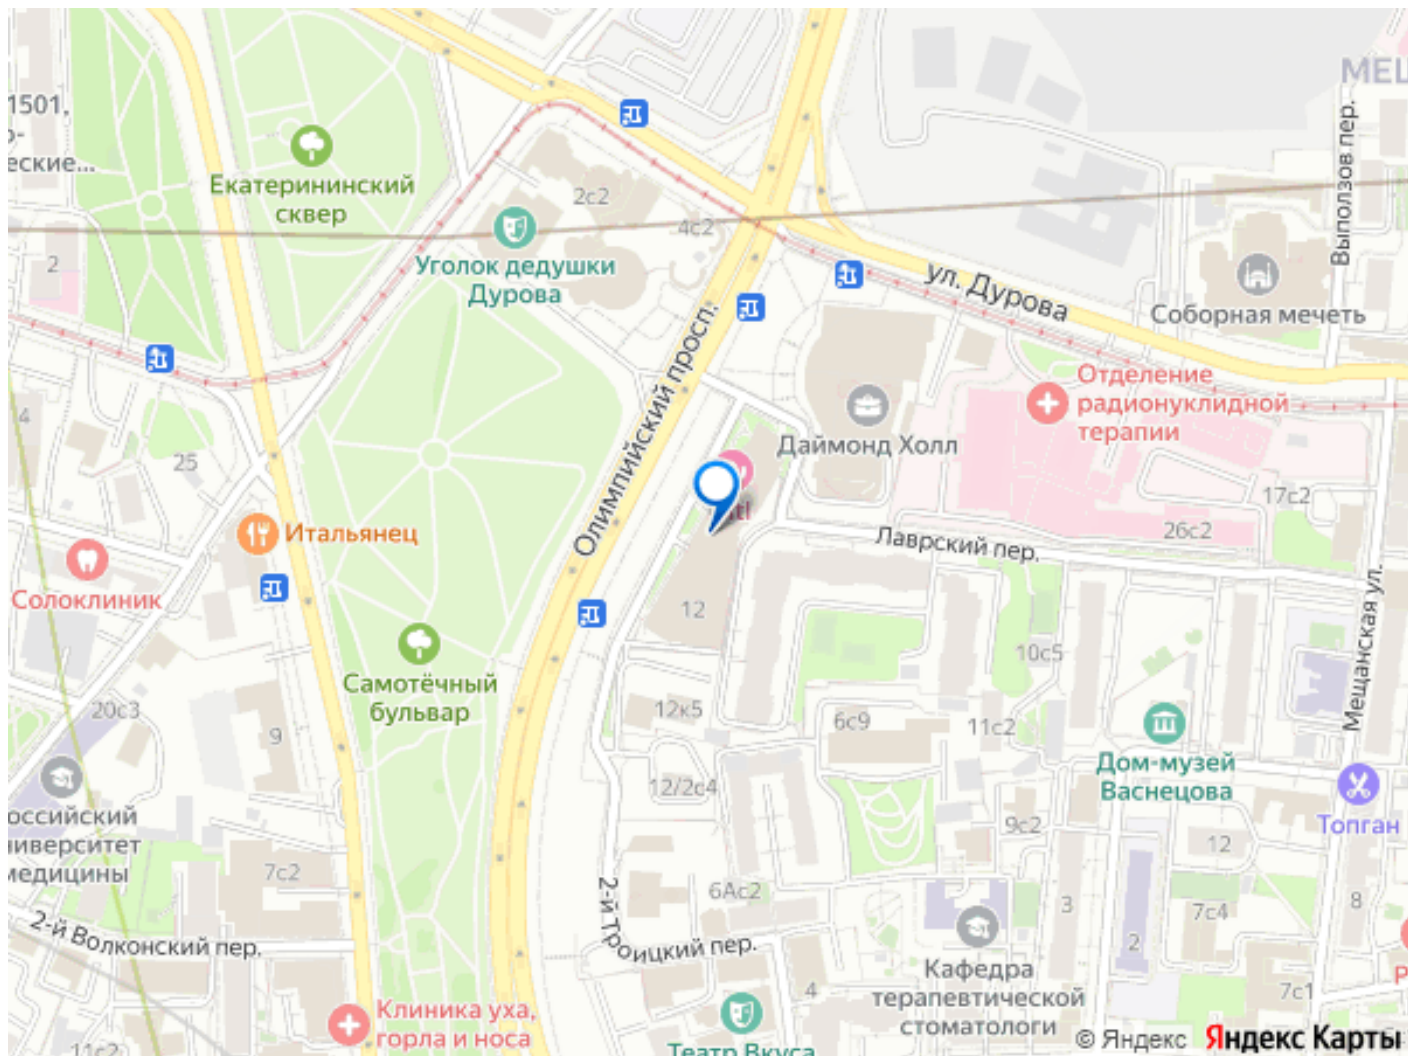 МЕЩ
1501,
еские...
Выползов пер.
Екатерининский
сквер
2с2
4с2
Уголок дедушки
Дурова
2
ул. Дурова
Соборная мечеть
Олимпийский просп.
Отделение
радионуклидной
терапии
4
Даймонд Холл
25
17с2
26с2
Итальянец
Лаврский пер.
Солоклиник
12
Мещанская ул.
10с5
Самотёчный
бульвар
20с3
9
12к5
6с9
11с2
Дом-музей
Васнецова
12/2с4
оссийский
ниверситет
медицины
9с2
12
Топган
7с2
6Ас2
3
7с4
8
2-й Волконский пер.
2-й Троицкий пер.
2
Кафедра
терапевтической
стоматологи
4
7с1
Клиника уха,
горла и носа
11с2
Театр Вкуса
© Яндекс Яндекс Карты